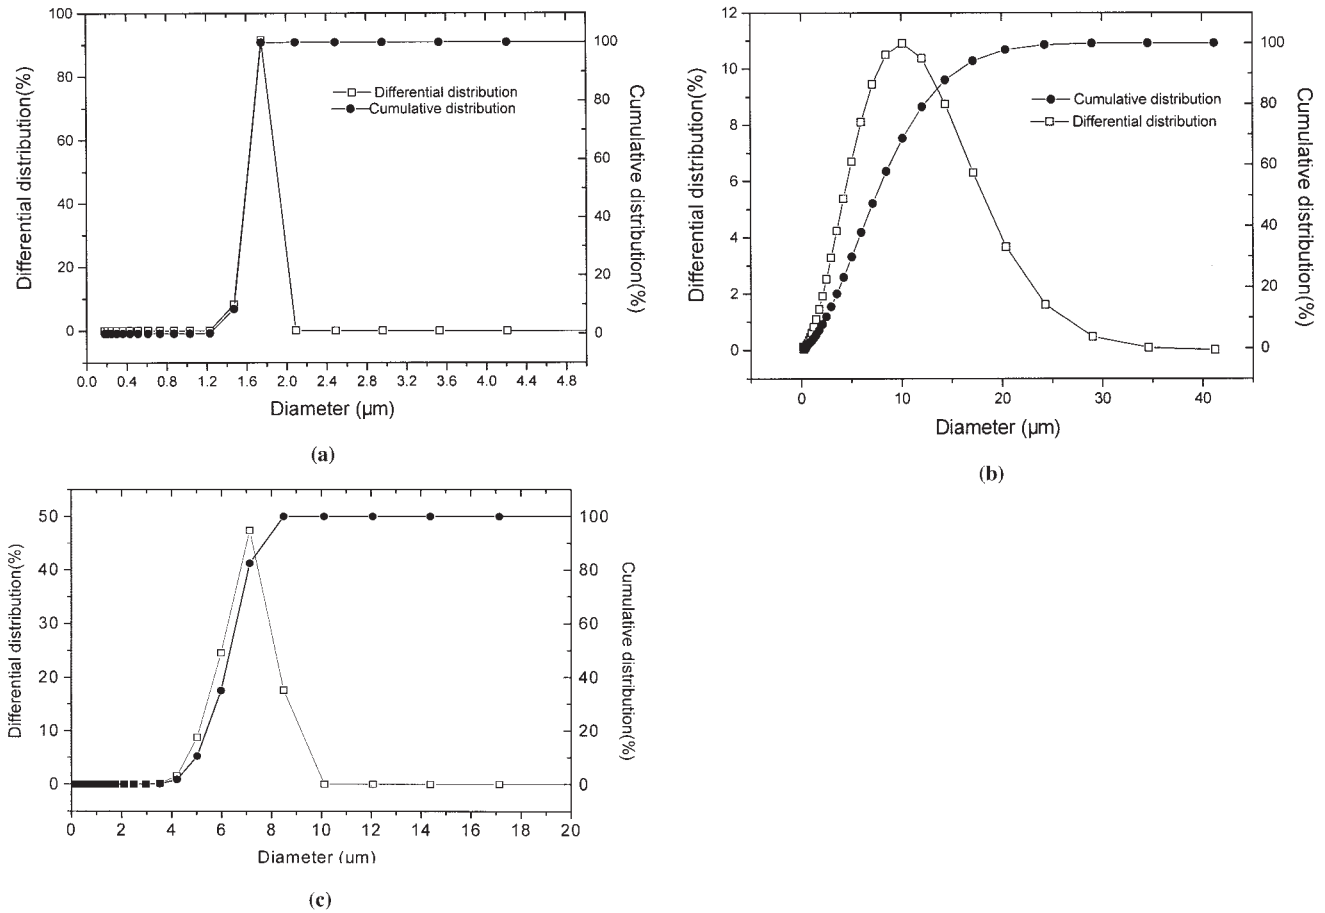 100
80
60
40
20
0
Differential distribution(%)
0.0 0.4 0.8 1.2 1.6 2.0 2.4 2.8 3.2 3.6 4.0 4.4 4.8
Diameter (µm)
100
80
60
40
20
0
Cumulative distribution(%)
Differential distribution
Cumulative distribution
(a)
12
10
8
6
4
2
0
Differential distribution(%)
0 10 20 30 40
Diameter (µm)
100
80
60
40
20
0
Cumulative distribution(%)
Cumulative distribution
Differential distribution
(b)
50
40
30
20
10
0
Differential distribution(%)
0 2 4 6 8 10 12 14 16 18 20
Diameter (µm)
100
80
60
40
20
0
Cumulative distribution(%)
(c)